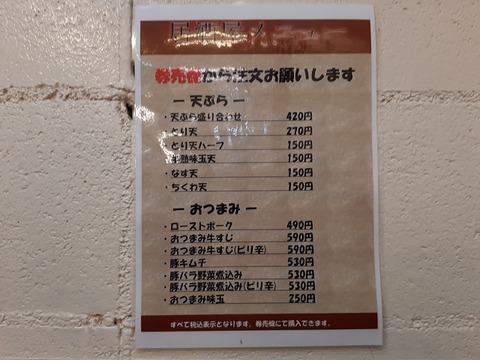 居酒屋メニュー
券売機から注文お願いします
ー 天ぷら ー
・天ぷら盛り合わせ 420円
・とり天 270円
・とり天ハーフ 150円
・半熟味玉天 150円
・なす天 150円
・ちくわ天 150円
ー おつまみ ー
・ローストポーク 490円
・おつまみ牛すじ 590円
・おつまみ牛すじ(ピリ辛) 590円
・豚キムチ 530円
・豚バラ野菜煮込み 530円
・豚バラ野菜煮込み(ピリ辛) 530円
・おつまみ味玉 250円
すべて税込表示となります。券売機にて購入できます。